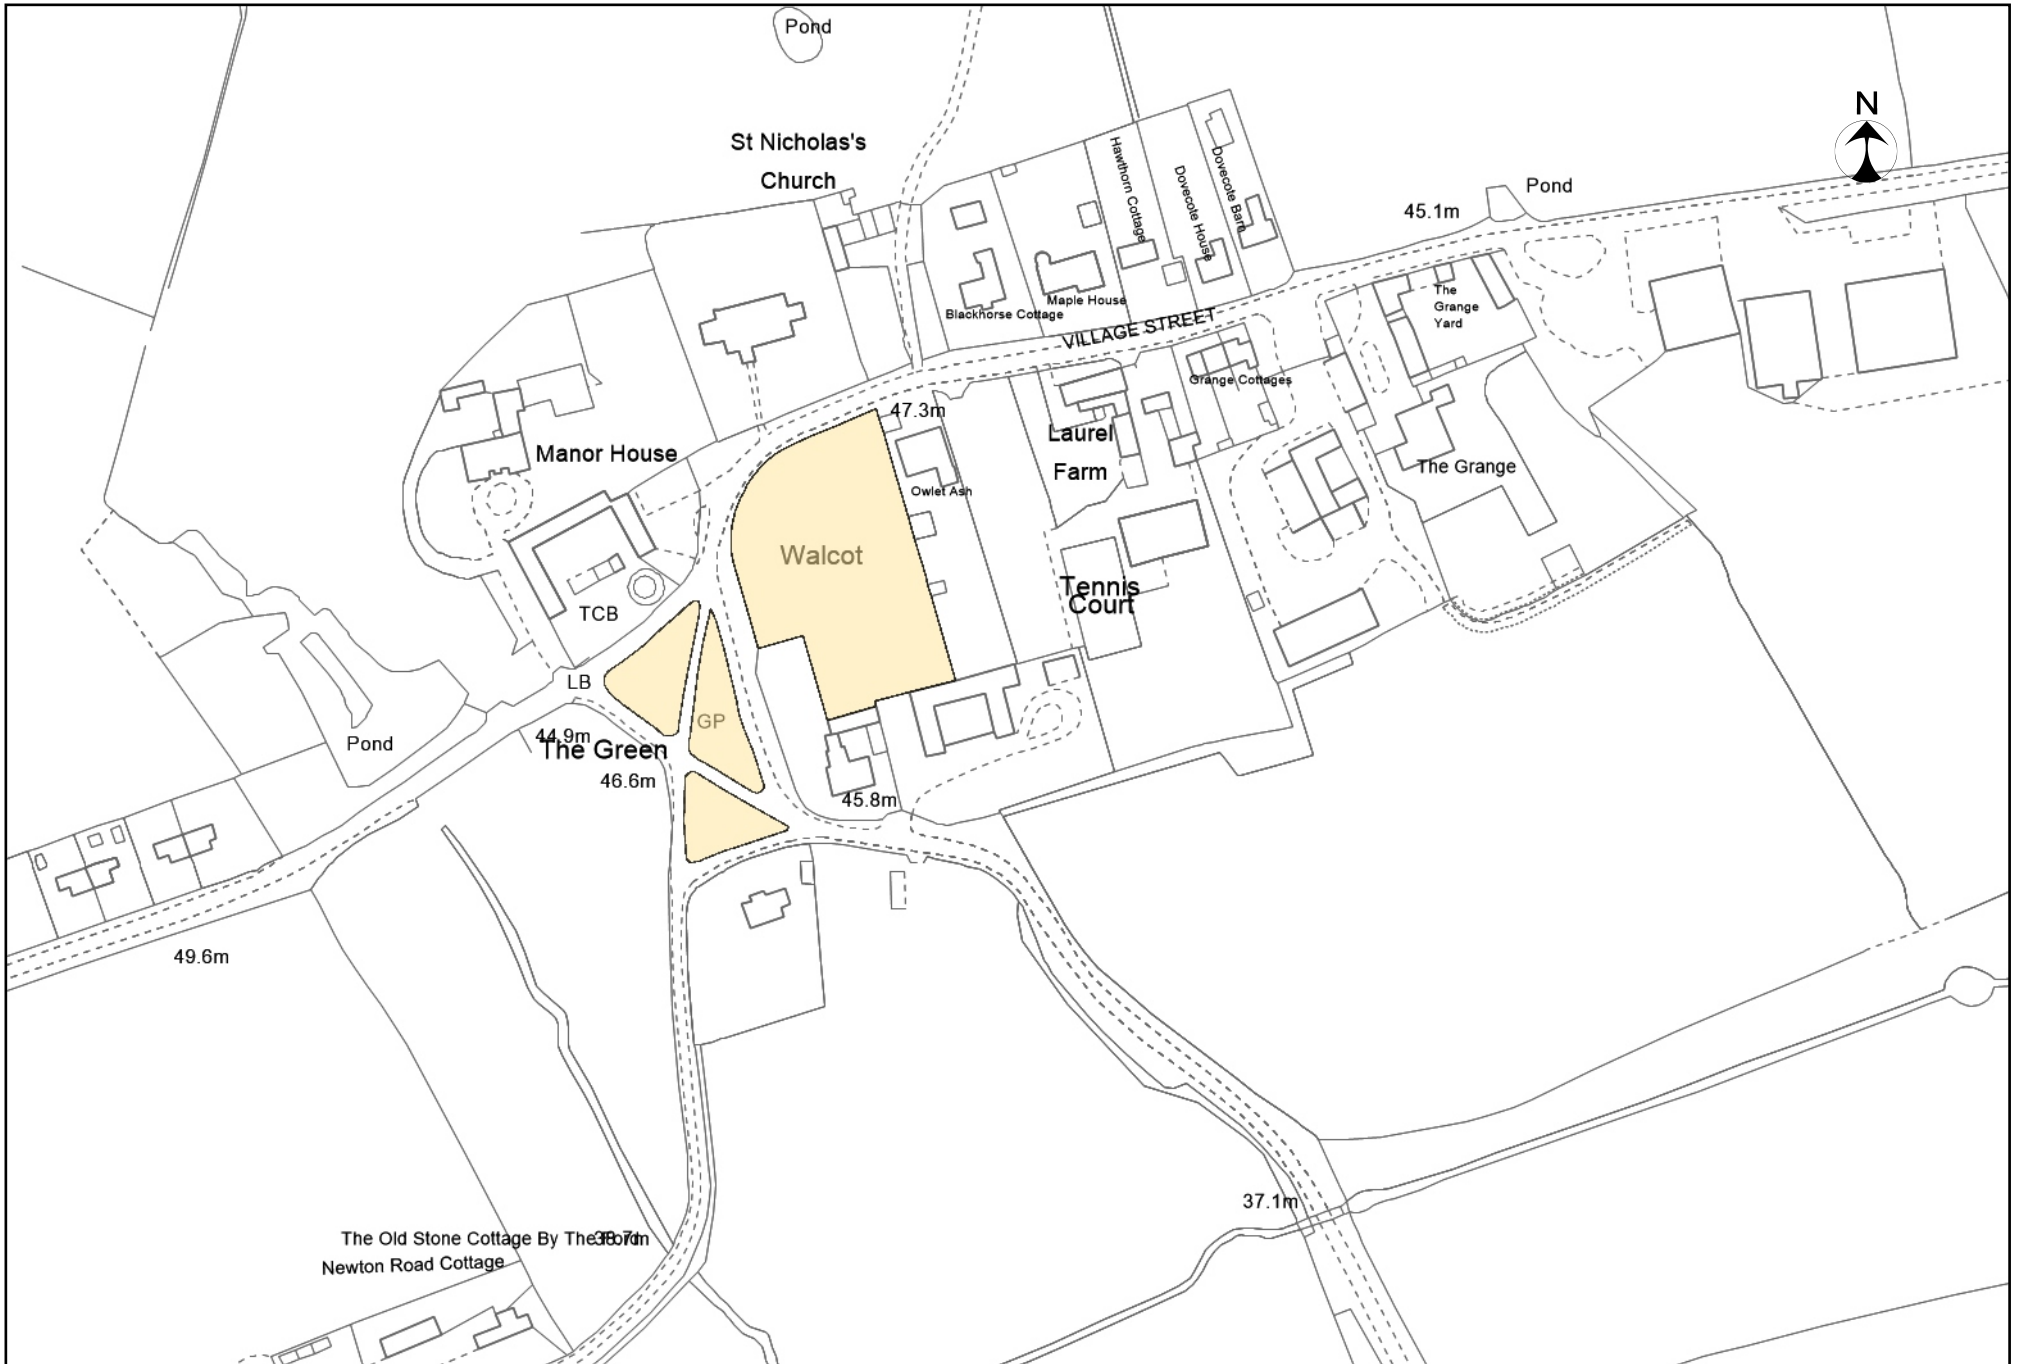 Pond
N
St Nicholas's
Church
Hawthorn Cottage
Dovecote House
Dovecote Barn
Pond
45.1m
The
Grange
Yard
Maple House
Blackhorse Cottage
VILLAGE STREET
Grange Cottages
47.3m
Manor House
Laurel
Farm
The Grange
Owlet Ash
Walcot
Tennis
Court
TCB
LB
GP
Pond
44.9m
The Green
46.6m
45.8m
49.6m
37.1m
The Old Stone Cottage By The Ford
Newton Road Cottage